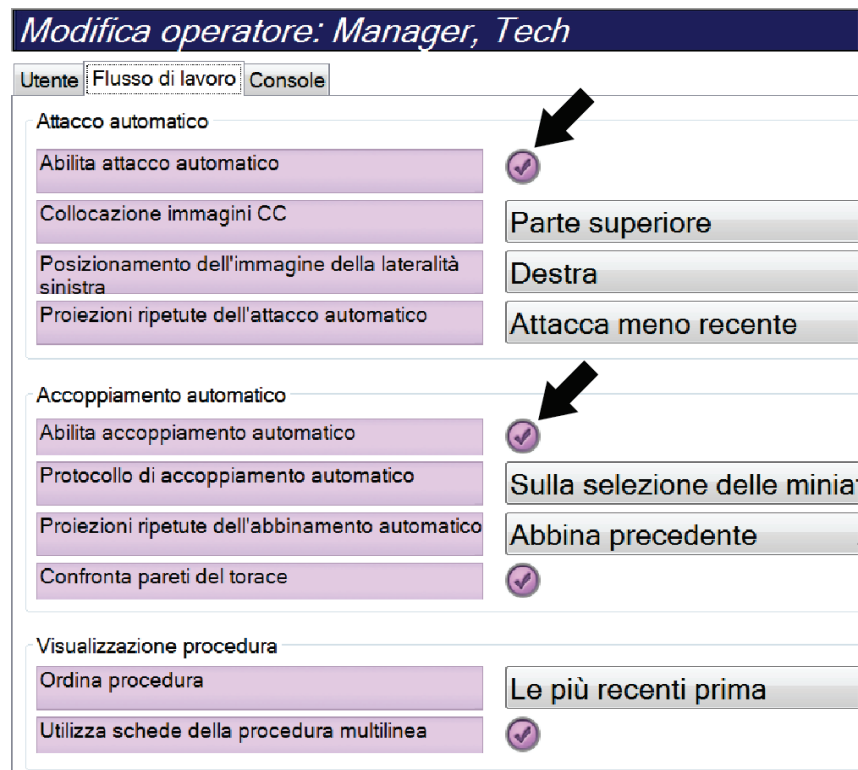 Modifica operatore: Manager, Tech
Utente Flusso di lavoro Console
Attacco automatico
Abilita attacco automatico
Collocazione immagini CC Parte superiore
Posizionamento dell'immagine della lateralità
sinistra Destra
Proiezioni ripetute dell'attacco automatico Attacca meno recente
Accoppiamento automatico
Abilita accoppiamento automatico
Protocollo di accoppiamento automatico Sulla selezione delle
Proiezioni ripetute dell'abbinamento automatico Abbina precedente
Confronta pareti del torace
Visualizzazione procedura
Ordina procedura Le più recenti prima
Utilizza schede della procedura multilinea